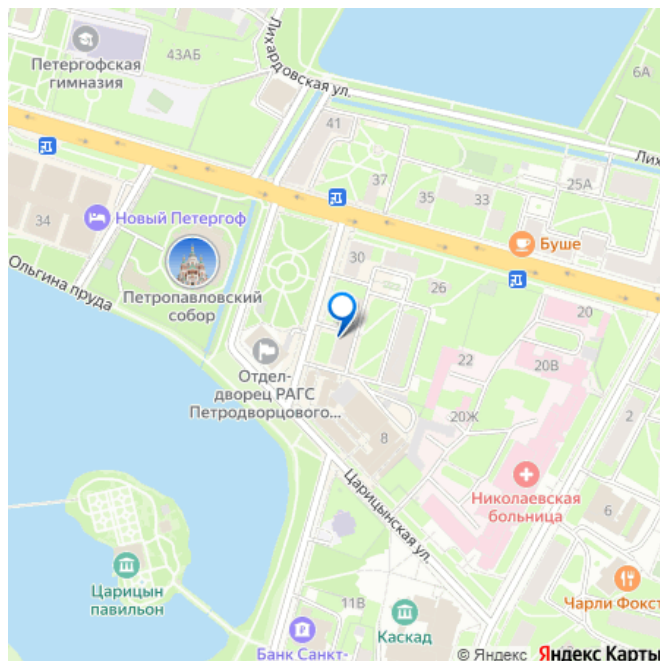 Лихардовская ул.
43АБ
Петергофская
гимназия
6А
41
37
35
33
25А
34
Новый Петергоф
Буше
Ольгина пруда
30
26
Петропавловский
собор
20
22
20В
Отдел-
дворец РАГС
Петродворцового...
20Ж
2
8
Николаевская
больница
6
Царицынская ул.
Царицын
павильон
11В
Каскад
Чарли Фокст
Банк Санкт-
© Яндекс Яндекс Карты